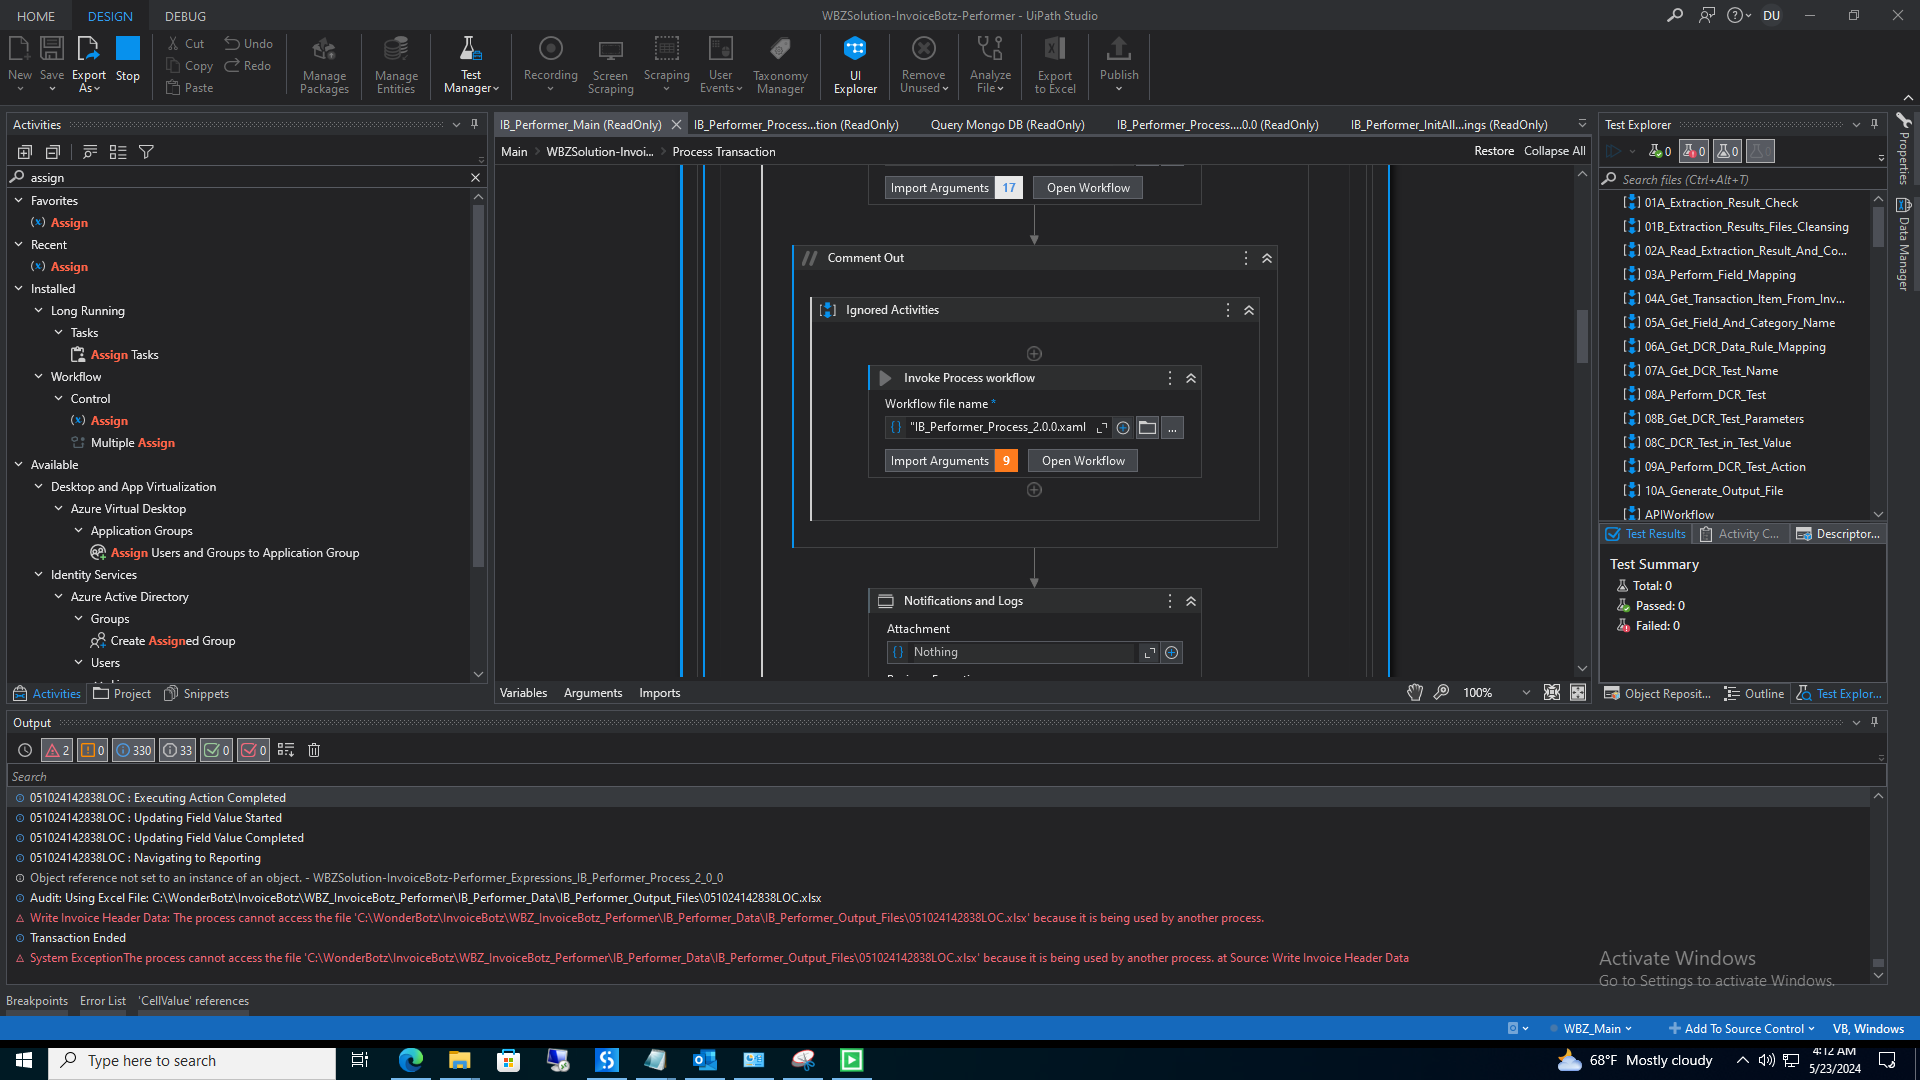 HOME
DESIGN
DEBUG
WBZSolution-InvoiceBotz-Performer - UiPath Studio
DU
New
Save
Export As
Stop
Cut
Copy
Paste
Undo
Redo
Manage Packages
Manage Entities
Test Manager
Recording
Screen Scraping
Scraping
User Events
Taxonomy Manager
UI Explorer
Remove Unused
Analyze File
Export to Excel
Publish
Activities
assign
Favorites
(x) Assign
Recent
(x) Assign
Installed
Long Running
Tasks
Assign Tasks
Workflow
Control
(x) Assign
Multiple Assign
Available
Desktop and App Virtualization
Azure Virtual Desktop
Application Groups
Assign Users and Groups to Application Group
Identity Services
Azure Active Directory
Groups
Create Assigned Group
Users
Activities
Project
Snippets
IB_Performer_Main (ReadOnly)
IB_Performer_Process...tion (ReadOnly)
Query Mongo DB (ReadOnly)
IB_Performer_Process....0.0 (ReadOnly)
IB_Performer_InitAll...ings (ReadOnly)
Main
WBZSolution-Invoi...
Process Transaction
Restore
Collapse All
Import Arguments 17
Open Workflow
// Comment Out
Ignored Activities
Invoke Process workflow
Workflow file name *
"IB_Performer_Process_2.0.0.xaml
...
Import Arguments 9
Open Workflow
Notifications and Logs
Attachment
Nothing
Variables
Arguments
Imports
100%
Test Explorer
0
0
0
0
Search files (Ctrl+Alt+T)
01A_Extraction_Result_Check
01B_Extraction_Results_Files_Cleansing
02A_Read_Extraction_Result_And_Co...
03A_Perform_Field_Mapping
04A_Get_Transaction_Item_From_Inv...
05A_Get_Field_And_Category_Name
06A_Get_DCR_Data_Rule_Mapping
07A_Get_DCR_Test_Name
08A_Perform_DCR_Test
08B_Get_DCR_Test_Parameters
08C_DCR_Test_in_Test_Value
09A_Perform_DCR_Test_Action
10A_Generate_Output_File
APIWorkflow
Test Results
Activity C...
Descriptor...
Test Summary
Total: 0
Passed: 0
Failed: 0
Object Reposit...
Outline
Test Explor...
Properties
Data Manager
Output
2
0
330
33
0
0
Search
051024142838LOC : Executing Action Completed
051024142838LOC : Updating Field Value Started
051024142838LOC : Updating Field Value Completed
051024142838LOC : Navigating to Reporting
Object reference not set to an instance of an object. - WBZSolution-InvoiceBotz-Performer_Expressions_IB_Performer_Process_2_0_0
Audit: Using Excel File: C:\WonderBotz\InvoiceBotz\WBZ_InvoiceBotz_Performer\IB_Performer_Data\IB_Performer_Output_Files\051024142838LOC.xlsx
Write Invoice Header Data: The process cannot access the file 'C:\WonderBotz\InvoiceBotz\WBZ_InvoiceBotz_Performer\IB_Performer_Data\IB_Performer_Output_Files\051024142838LOC.xlsx' because it is being used by another process.
Transaction Ended
System ExceptionThe process cannot access the file 'C:\WonderBotz\InvoiceBotz\WBZ_InvoiceBotz_Performer\IB_Performer_Data\IB_Performer_Output_Files\051024142838LOC.xlsx' because it is being used by another process. at Source: Write Invoice Header Data
Activate Windows
Go to Settings to activate Windows.
Breakpoints
Error List
'CellValue' references
WBZ_Main
Add To Source Control
VB, Windows
Type here to search
68°F Mostly cloudy
4:12 AM
5/23/2024